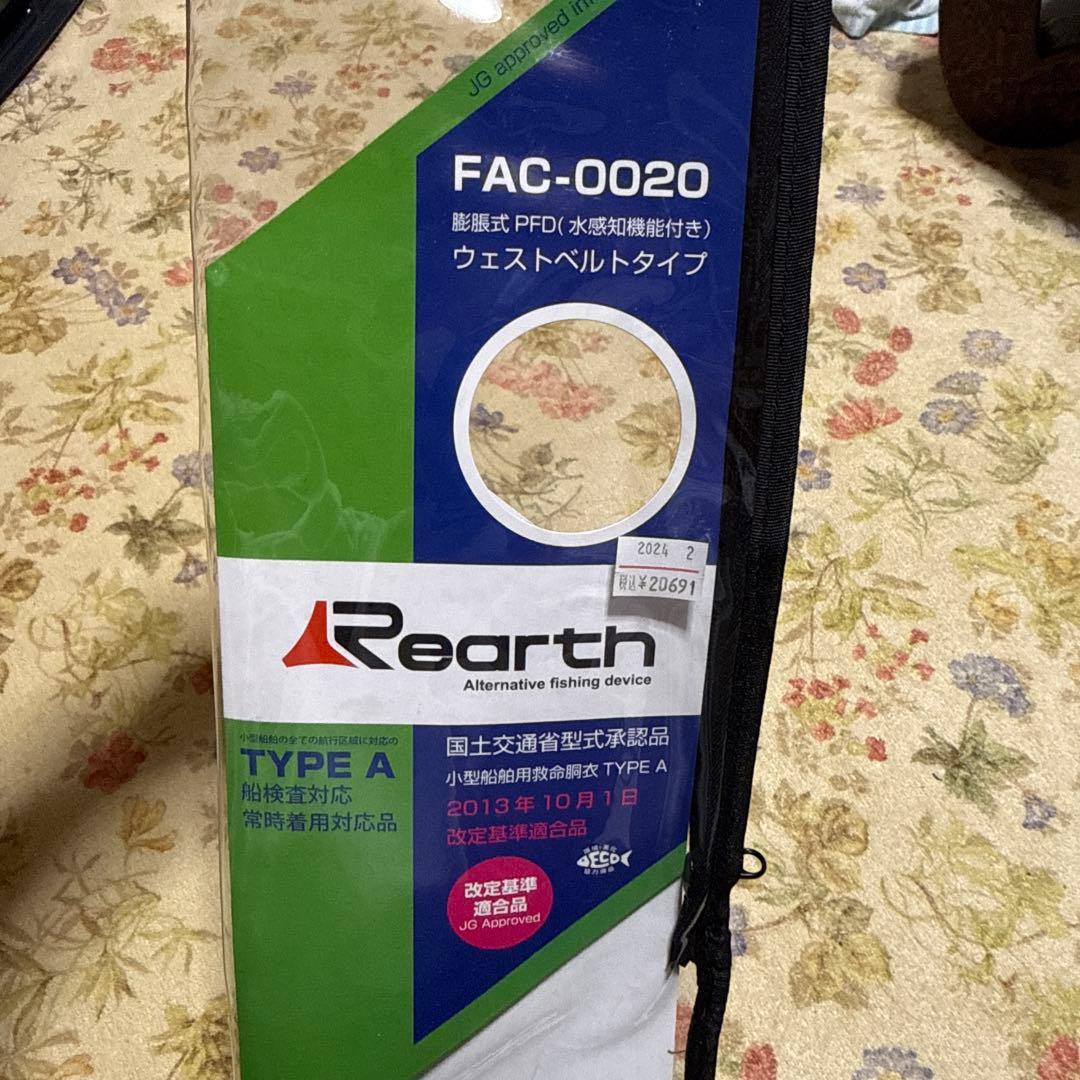 JG approved
FAC-0020
膨脹式 PFD( 水感知機能付き)
ウェストベルトタイプ
2024 2
税込¥20691
Rearth
Alternative fishing device
小型船舶の全ての航行区域に対応の
TYPE A
船検査対応
常時着用対応品
国土交通省型式承認品
小型船舶用救命胴衣 TYPE A
2013年10月1日
改定基準適合品
ECO
改定基準
適合品
JG Approved